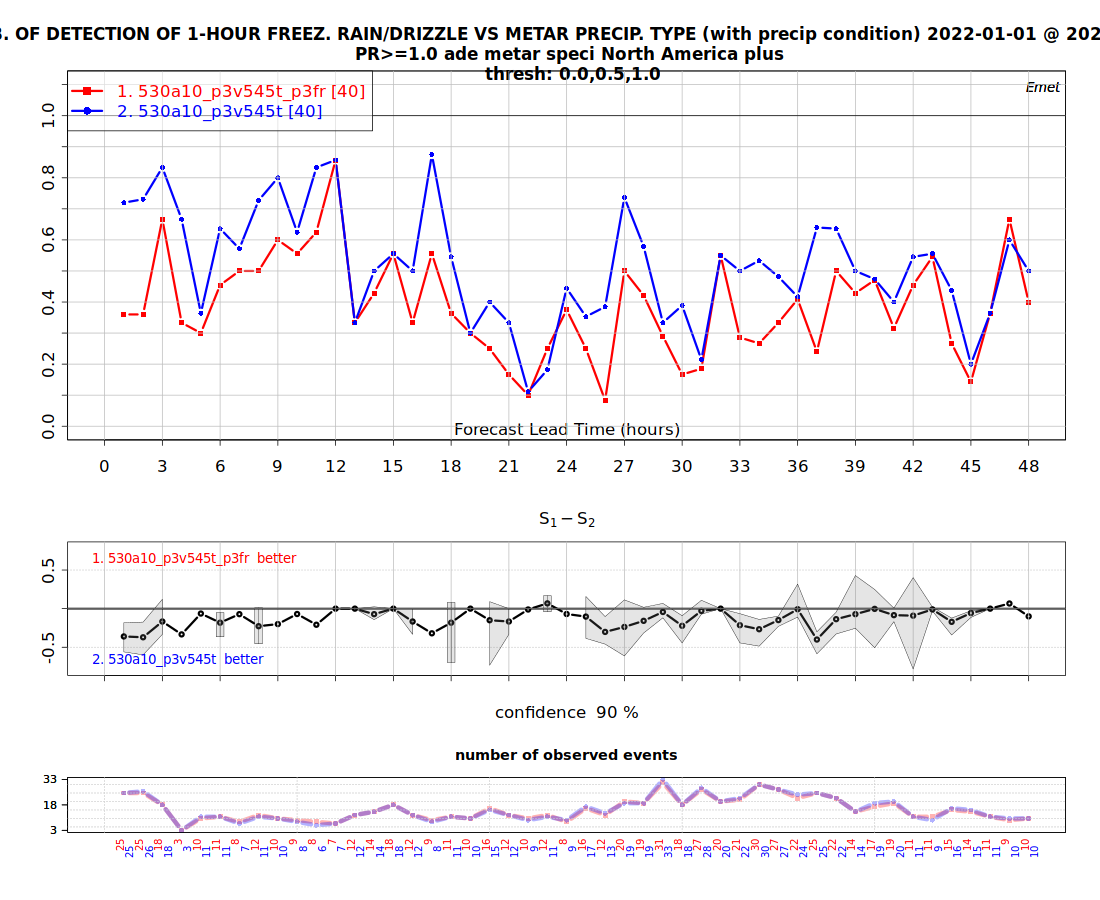 . OF DETECTION OF 1-HOUR FREEZ. RAIN/DRIZZLE VS METAR PRECIP. TYPE (with precip condition) 2022-01-01 @ 202
PR>=1.0 ade metar speci North America plus
thresh: 0.0,0.5,1.0
1. 530a10_p3v545t_p3fr [40]
2. 530a10_p3v545t [40]
Emet
1.0
0.8
0.6
0.4
0.2
0.0
Forecast Lead Time (hours)
0 3 6 9 12 15 18 21 24 27 30 33 36 39 42 45 48
S1 − S2
1. 530a10_p3v545t_p3fr better
0.5
-0.5
2. 530a10_p3v545t better
confidence 90 %
number of observed events
33
18
3